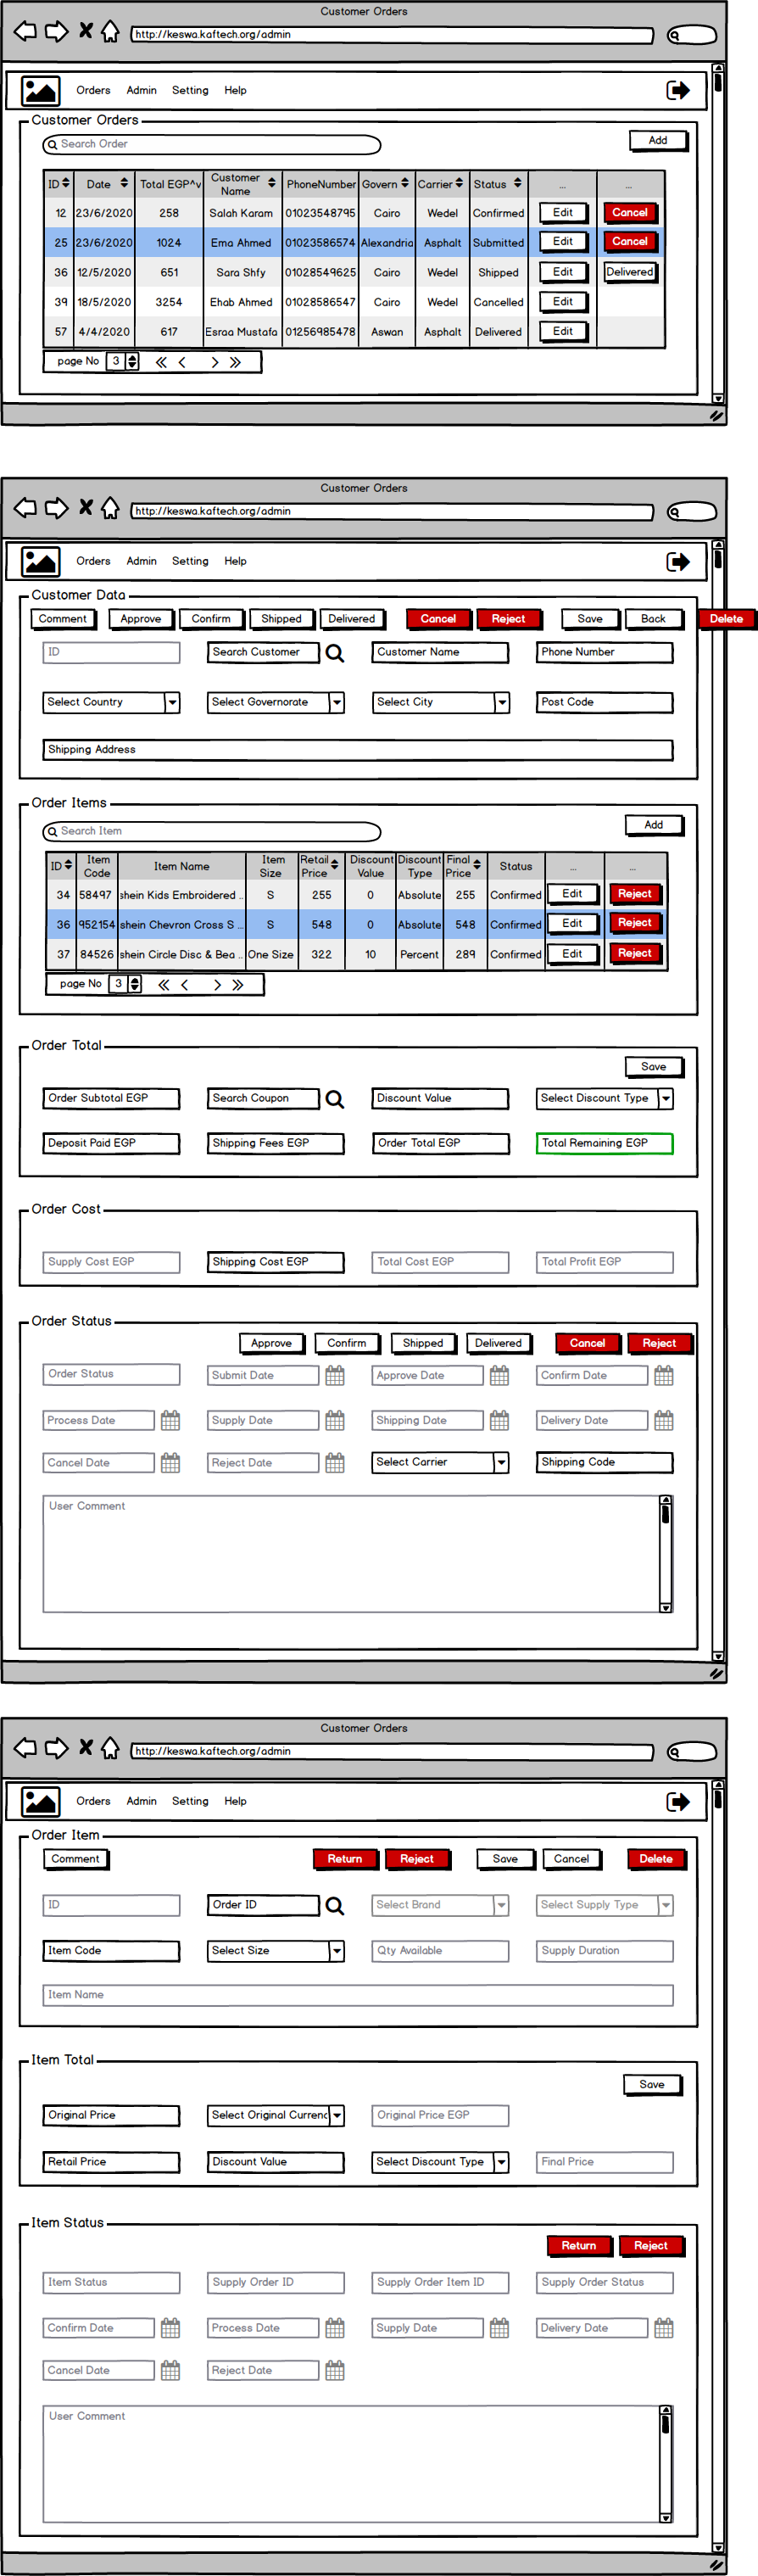 Customer Orders
http://keswa.kaftech.org/admin
Orders Admin Setting Help
Customer Orders
Search Order Add
ID Date Total EGP^v Customer Name PhoneNumber Govern Carrier Status ... ...
12 23/6/2020 258 Salah Karam 01023548795 Cairo Wedel Confirmed Edit Cancel
25 23/6/2020 1024 Ema Ahmed 01023586574 Alexandria Asphalt Submitted Edit Cancel
36 12/5/2020 651 Sara Shfy 01028549625 Cairo Wedel Shipped Edit Delivered
39 18/5/2020 3254 Ehab Ahmed 01028586547 Cairo Wedel Cancelled Edit
57 4/4/2020 617 Esraa Mustafa 01256985478 Aswan Asphalt Delivered Edit
page No 3
Customer Orders
http://keswa.kaftech.org/admin
Orders Admin Setting Help
Customer Data
Comment Approve Confirm Shipped Delivered Cancel Reject Save Back Delete
ID Search Customer Customer Name Phone Number
Select Country Select Governorate Select City Post Code
Shipping Address
Order Items
Search Item Add
ID Item Code Item Name Item Size Retail Price Discount Value Discount Type Final Price Status ... ...
34 58497 shein Kids Embroidered .. S 255 0 Absolute 255 Confirmed Edit Reject
36 952154 shein Chevron Cross S ... S 548 0 Absolute 548 Confirmed Edit Reject
37 84526 shein Circle Disc & Bea .. One Size 322 10 Percent 289 Confirmed Edit Reject
page No 3
Order Total
Save
Order Subtotal EGP Search Coupon Discount Value Select Discount Type
Deposit Paid EGP Shipping Fees EGP Order Total EGP Total Remaining EGP
Order Cost
Supply Cost EGP Shipping Cost EGP Total Cost EGP Total Profit EGP
Order Status
Approve Confirm Shipped Delivered Cancel Reject
Order Status Submit Date Approve Date Confirm Date
Process Date Supply Date Shipping Date Delivery Date
Cancel Date Reject Date Select Carrier Shipping Code
User Comment
Customer Orders
http://keswa.kaftech.org/admin
Orders Admin Setting Help
Order Item
Comment Return Reject Save Cancel Delete
ID Order ID Select Brand Select Supply Type
Item Code Select Size Qty Available Supply Duration
Item Name
Item Total
Save
Original Price Select Original Currenc Original Price EGP
Retail Price Discount Value Select Discount Type Final Price
Item Status
Return Reject
Item Status Supply Order ID Supply Order Item ID Supply Order Status
Confirm Date Process Date Supply Date Delivery Date
Cancel Date Reject Date
User Comment